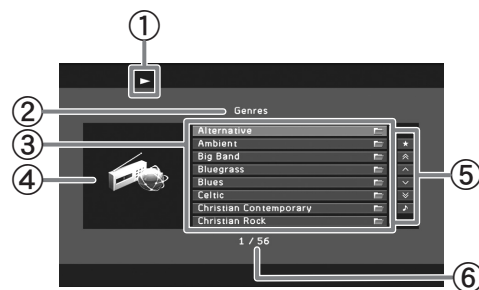 ①
② Genres
③ Alternative
Ambient
Big Band
④ Bluegrass
Blues
⑤
Celtic
Christian Contemporary
Christian Rock
1 / 56
⑥